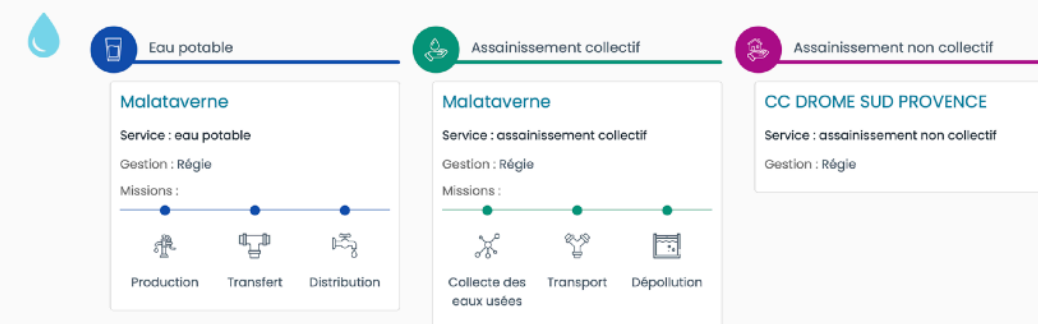 Eau potable
Malataverne
Service : eau potable
Gestion : Régie
Missions :
Production
Transfert
Distribution
Assainissement collectif
Malataverne
Service : assainissement collectif
Gestion : Régie
Missions :
Collecte des
eaux usées
Transport
Dépollution
Assainissement non collectif
CC DROME SUD PROVENCE
Service : assainissement non collectif
Gestion : Régie